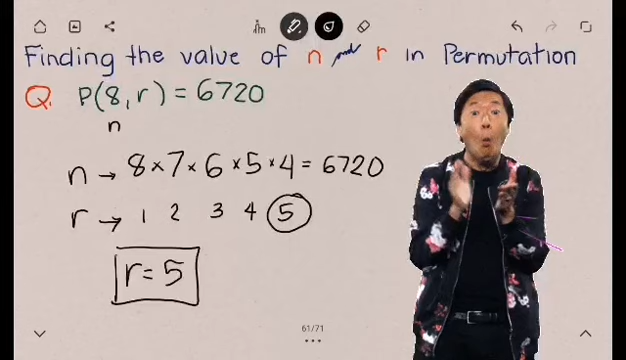 Finding the value of n and r in Permutation
Q. P(8, r) = 6720
n
n → 8 × 7 × 6 × 5 × 4 = 6720
r → 1 2 3 4 5
r = 5
61/71